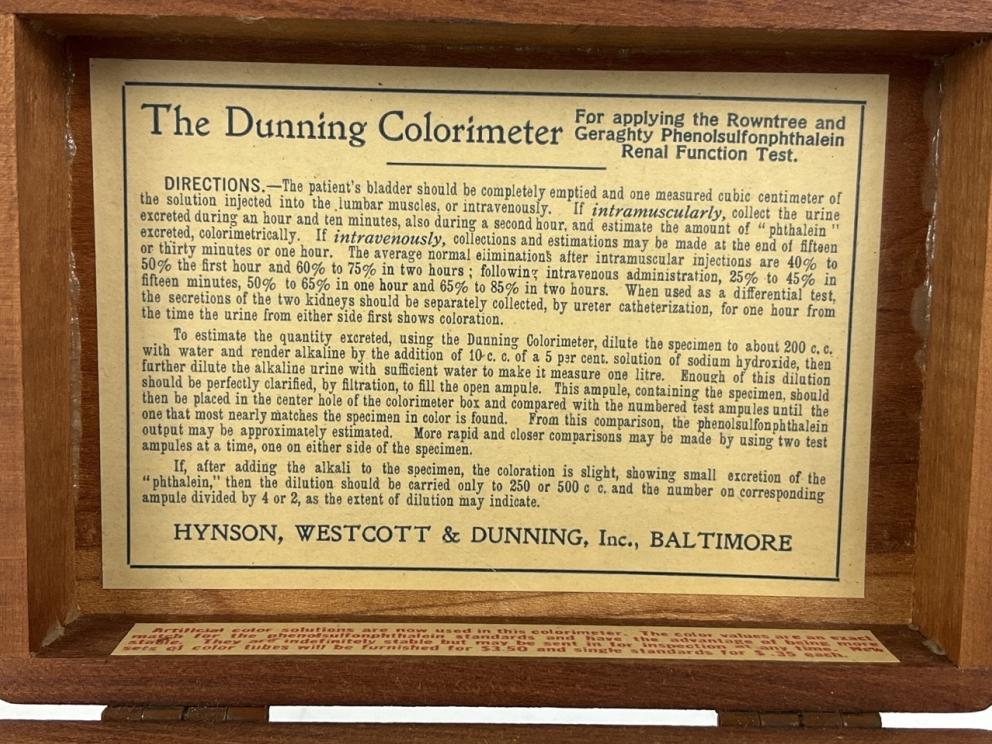 The Dunning Colorimeter
For applying the Rowntree and
Geraghty Phenolsulfonphthalein
Renal Function Test.
DIRECTIONS.—The patient's bladder should be completely emptied and one measured cubic centimeter of
the solution injected into the lumbar muscles, or intravenously. If intramuscularly, collect the urine
excreted during an hour and ten minutes, also during a second hour, and estimate the amount of "phthalein"
excreted, colorimetrically. If intravenously, collections and estimations may be made at the end of fifteen
or thirty minutes or one hour. The average normal eliminations after intramuscular injections are 40% to
50% the first hour and 60% to 75% in two hours; following intravenous administration, 25% to 45% in
fifteen minutes, 50% to 65% in one hour and 65% to 85% in two hours. When used as a differential test,
the secretions of the two kidneys should be separately collected, by ureter catheterization, for one hour from
the time the urine from either side first shows coloration.
To estimate the quantity excreted, using the Dunning Colorimeter, dilute the specimen to about 200 c. c.
with water and render alkaline by the addition of 10 c. c. of a 5 per cent. solution of sodium hydroxide, then
further dilute the alkaline urine with sufficient water to make it measure one litre. Enough of this dilution
should be perfectly clarified, by filtration, to fill the open ampule. This ampule, containing the specimen, should
then be placed in the center hole of the colorimeter box and compared with the numbered test ampules until the
one that most nearly matches the specimen in color is found. From this comparison, the phenolsulfonphthalein
output may be approximately estimated. More rapid and closer comparisons may be made by using two test
ampules at a time, one on either side of the specimen.
If, after adding the alkali to the specimen, the coloration is slight, showing small excretion of the
"phthalein," then the dilution should be carried only to 250 or 500 c c. and the number on corresponding
ampule divided by 4 or 2, as the extent of dilution may indicate.
HYNSON, WESTCOTT & DUNNING, Inc., BALTIMORE
Artificial color solutions are now used in this colorimeter. The color values are an exact
match for the phenolsulfonphthalein standards and have the advantage of being more
stable. They are indefinitely stable but may be sent in for inspection at any time. New
sets of color tubes will be furnished for $3.50 and single standards for $ .35 each.